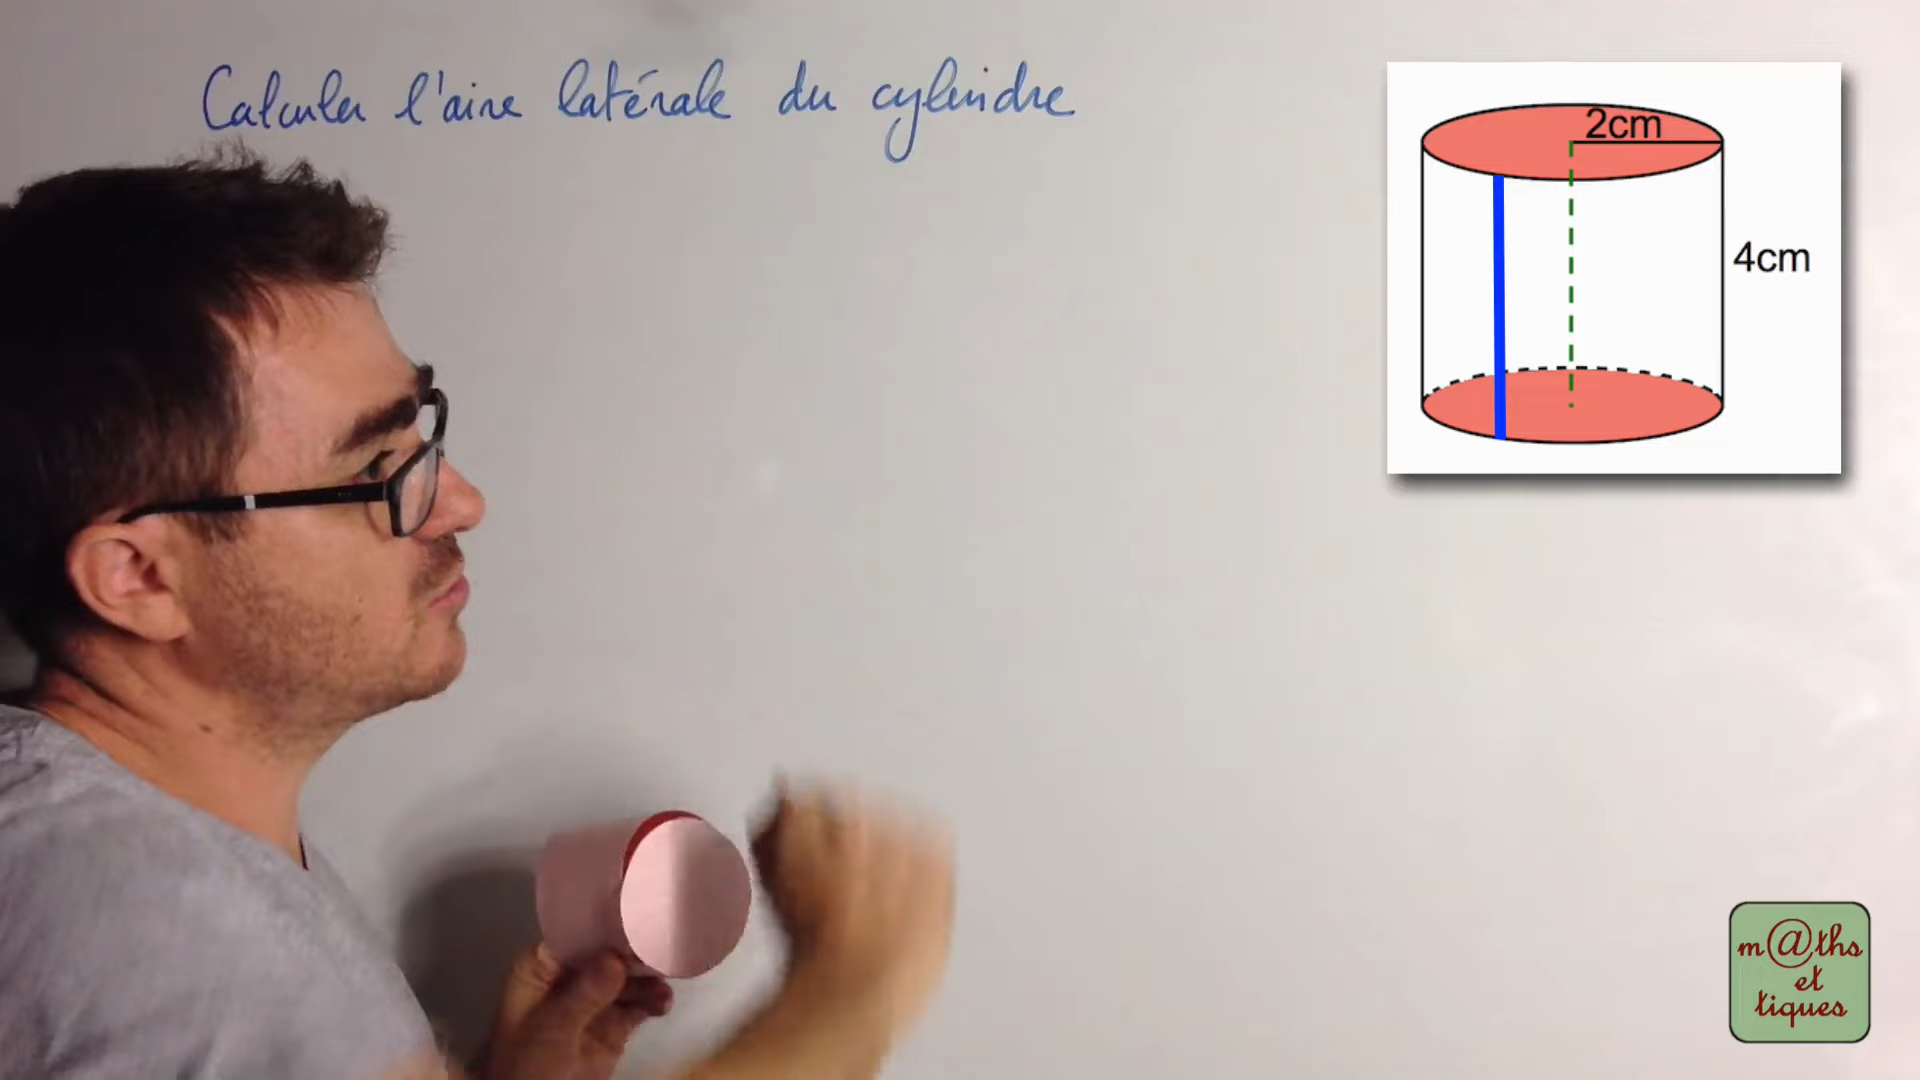 Calculer l'aire latérale du cylindre
2cm
4cm
m@ths
et
tiques